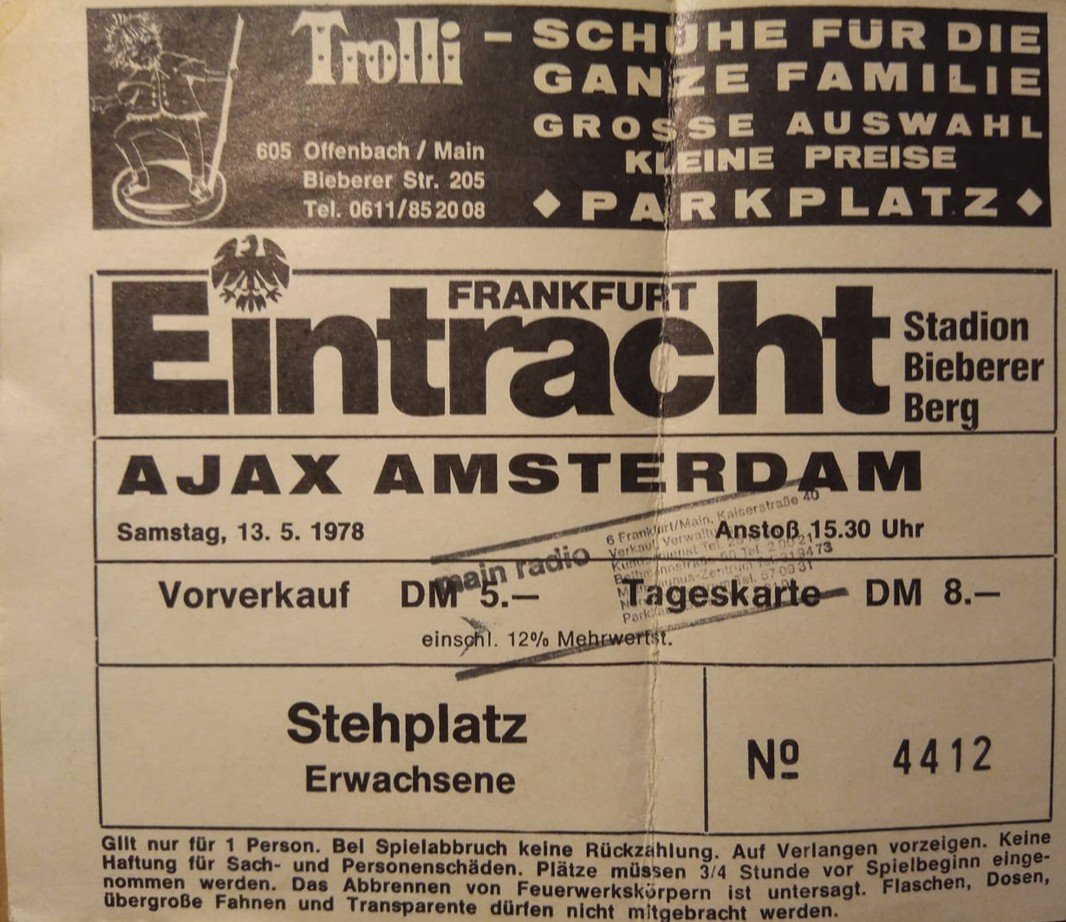 Trolli – SCHUHE FÜR DIE
GANZE FAMILIE
GROSSE AUSWAHL
KLEINE PREISE
◆ PARKPLATZ ◆
605 Offenbach / Main
Bieberer Str. 205
Tel. 0611/85 20 08
FRANKFURT
Eintracht
Stadion
Bieberer
Berg
AJAX AMSTERDAM
Samstag, 13. 5. 1978
Anstoß 15.30 Uhr
main radio
6 Frankfurt/Main, Kaiserstraße 40
Vorverkauf DM 5.— Tageskarte DM 8.—
einschl. 12% Mehrwertst.
Stehplatz
Erwachsene
Nº 4412
Gilt nur für 1 Person. Bei Spielabbruch keine Rückzahlung. Auf Verlangen vorzeigen. Keine
Haftung für Sach- und Personenschäden. Plätze müssen 3/4 Stunde vor Spielbeginn einge-
nommen werden. Das Abbrennen von Feuerwerkskörpern ist untersagt. Flaschen, Dosen,
übergroße Fahnen und Transparente dürfen nicht mitgebracht werden.